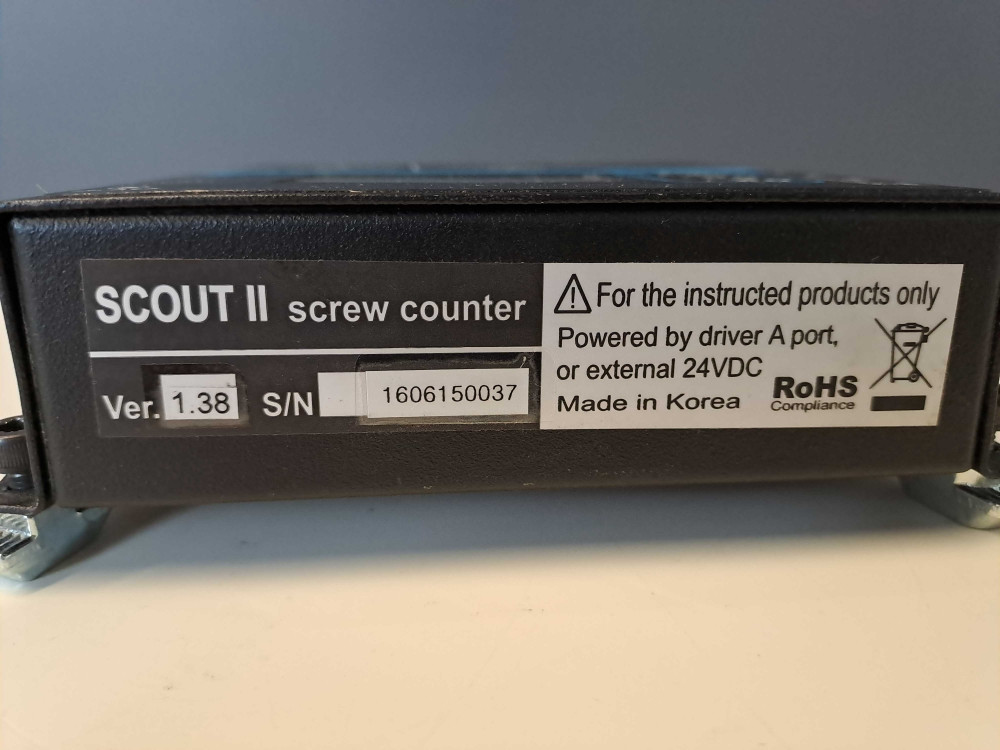 SCOUT II screw counter
Ver. 1.38 S/N 1606150037
For the instructed products only
Powered by driver A port,
or external 24VDC
Made in Korea
RoHS
Compliance